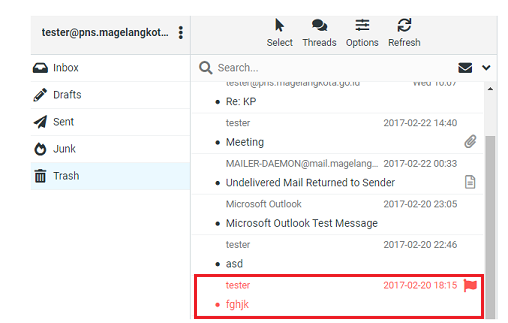 tester@pns.magelangkot...
Select Threads Options Refresh
Inbox
Drafts
Sent
Junk
Trash
Search...
tester@pns.magelangkota.go.id Wed 10:07
Re: KP
tester 2017-02-22 14:40
Meeting
MAILER-DAEMON@mail.magelang... 2017-02-22 00:33
Undelivered Mail Returned to Sender
Microsoft Outlook 2017-02-20 23:05
Microsoft Outlook Test Message
tester 2017-02-20 22:46
asd
tester 2017-02-20 18:15
fghjk